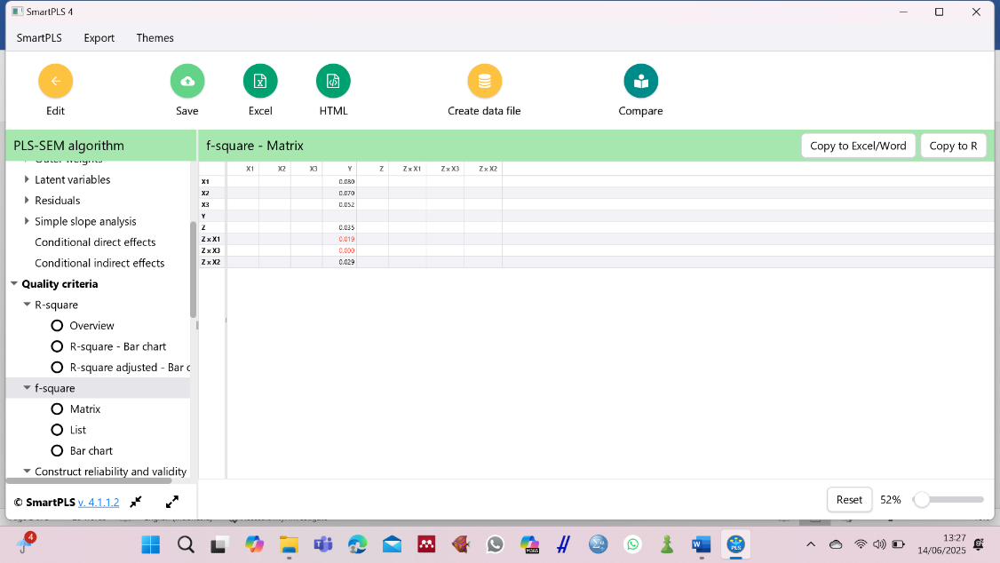 SmartPLS 4
SmartPLS Export Themes
Edit Save Excel HTML Create data file Compare
PLS-SEM algorithm
f-square - Matrix Copy to Excel/Word Copy to R
Outer weights
Latent variables
Residuals
Simple slope analysis
Conditional direct effects
Conditional indirect effects
Quality criteria
R-square
Overview
R-square - Bar chart
R-square adjusted - Bar c
f-square
Matrix
List
Bar chart
Construct reliability and validity
© SmartPLS v. 4.1.1.2
X1 X2 X3 Y Z Z x X1 Z x X3 Z x X2
X1 0.080
X2 0.070
X3 0.052
Y
Z 0.035
Z x X1 0.019
Z x X3 0.000
Z x X2 0.029
Reset 52%
4
M365
PLS
13:27
14/06/2025